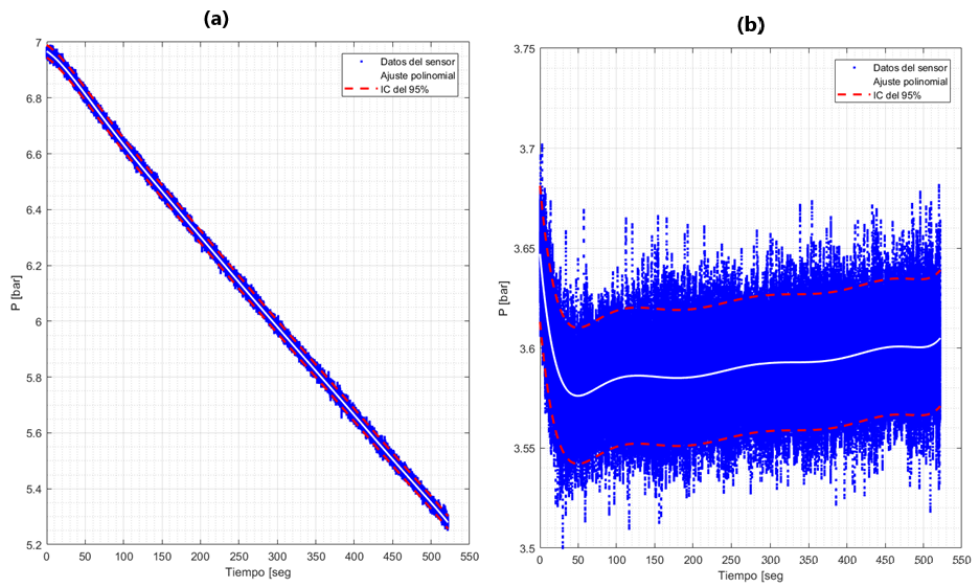 (a)
7
6.8
6.6
6.4
6.2
6
5.8
5.6
5.4
5.2
P [bar]
0 50 100 150 200 250 300 350 400 450 500 550
Tiempo [seg
Datos del sensor
Ajuste polinomial
IC del 95%
(b)
3.75
3.7
3.65
3.6
3.55
3.5
P [bar]
0 50 100 150 200 250 300 350 400 450 500 550
Tiempo [seg
Datos del sensor
Ajuste polinomial
IC del 95%